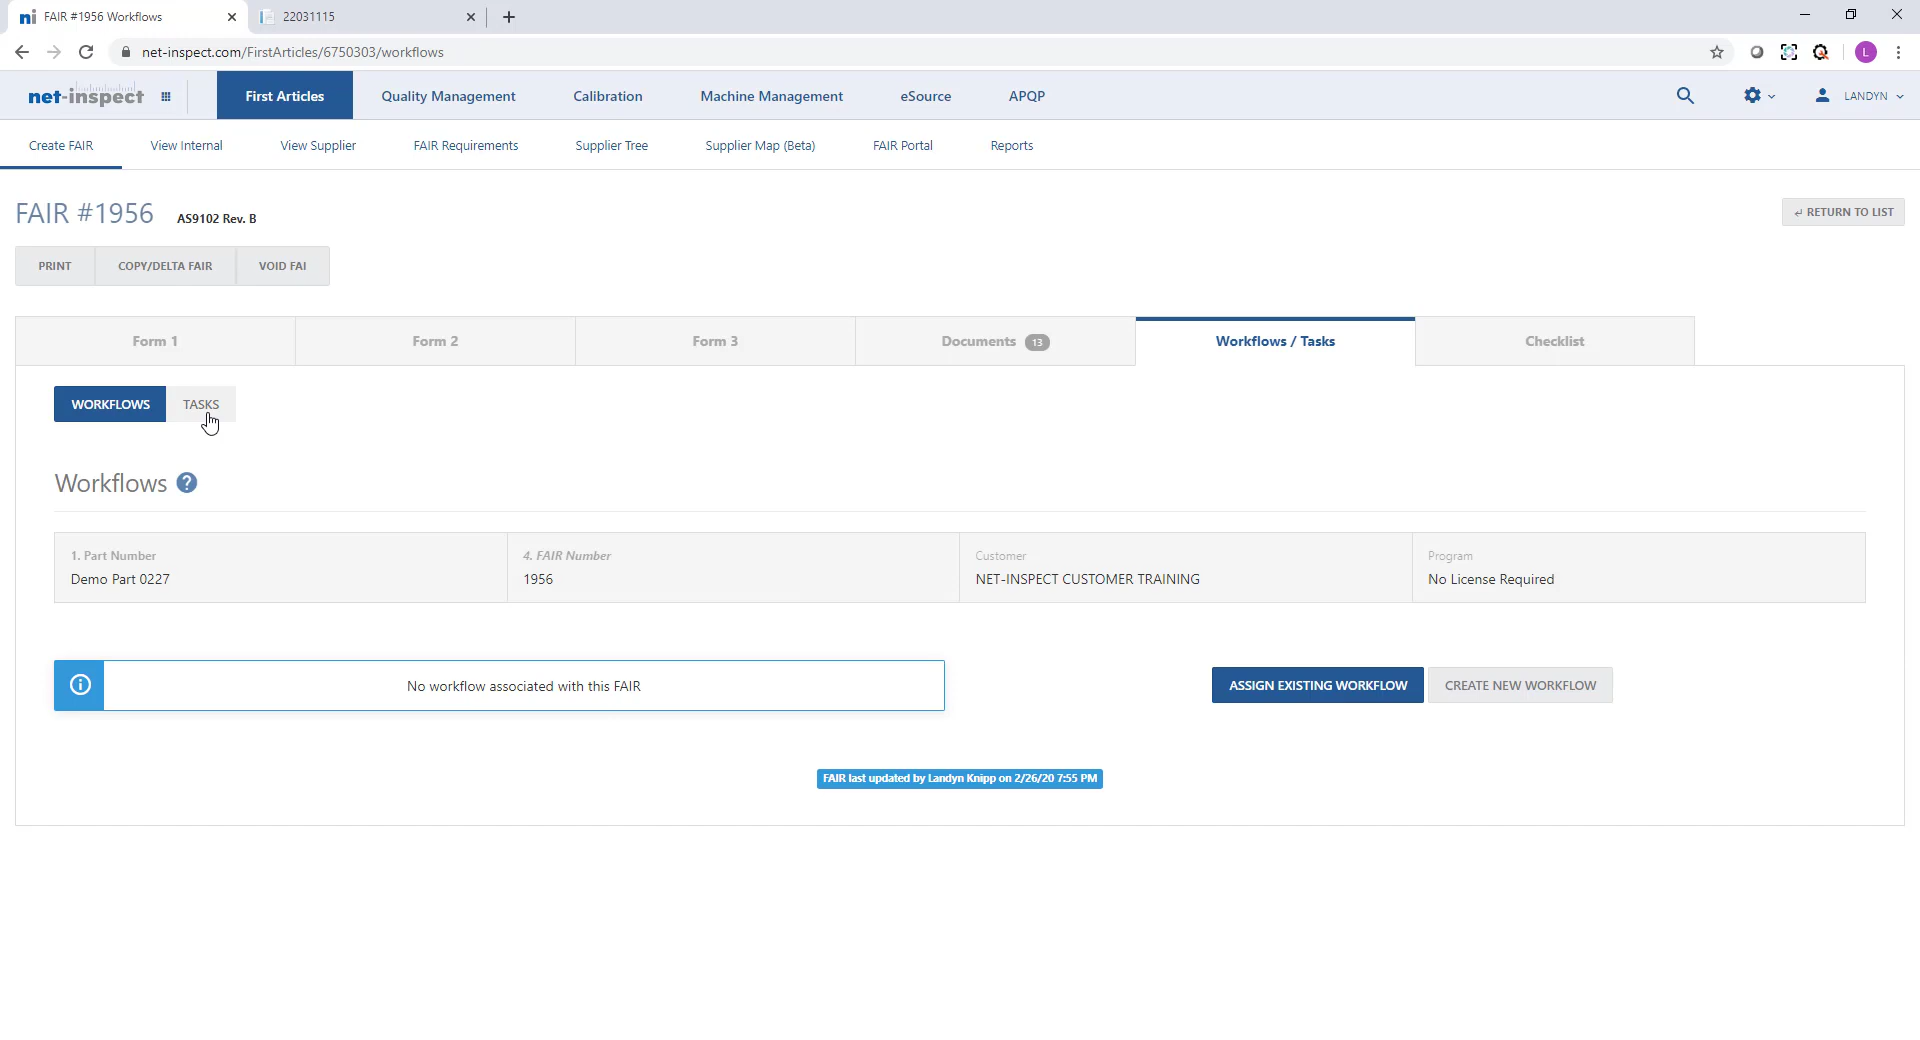 FAIR #1956 Workflows
22031115
net-inspect.com/FirstArticles/6750303/workflows
L
net-inspect
First Articles
Quality Management
Calibration
Machine Management
eSource
APQP
LANDYN
Create FAIR
View Internal
View Supplier
FAIR Requirements
Supplier Tree
Supplier Map (Beta)
FAIR Portal
Reports
FAIR #1956 AS9102 Rev. B
RETURN TO LIST
PRINT
COPY/DELTA FAIR
VOID FAI
Form 1
Form 2
Form 3
Documents 13
Workflows / Tasks
Checklist
WORKFLOWS
TASKS
Workflows ?
1. Part Number
Demo Part 0227
4. FAIR Number
1956
Customer
NET-INSPECT CUSTOMER TRAINING
Program
No License Required
No workflow associated with this FAIR
ASSIGN EXISTING WORKFLOW
CREATE NEW WORKFLOW
FAIR last updated by Landyn Knipp on 2/26/20 7:55 PM